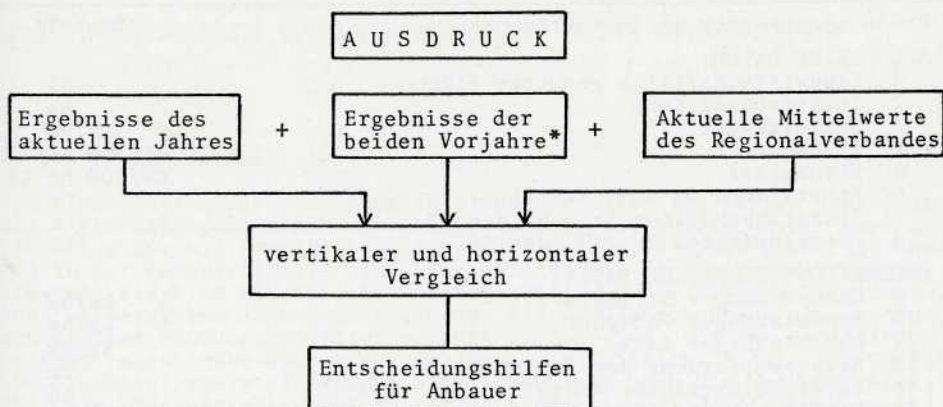 A U S D R U C K
Ergebnisse des
aktuellen Jahres
+
Ergebnisse der
beiden Vorjahre*
+
Aktuelle Mittelwerte
des Regionalverbandes
vertikaler und horizontaler
Vergleich
Entscheidungshilfen
für Anbauer